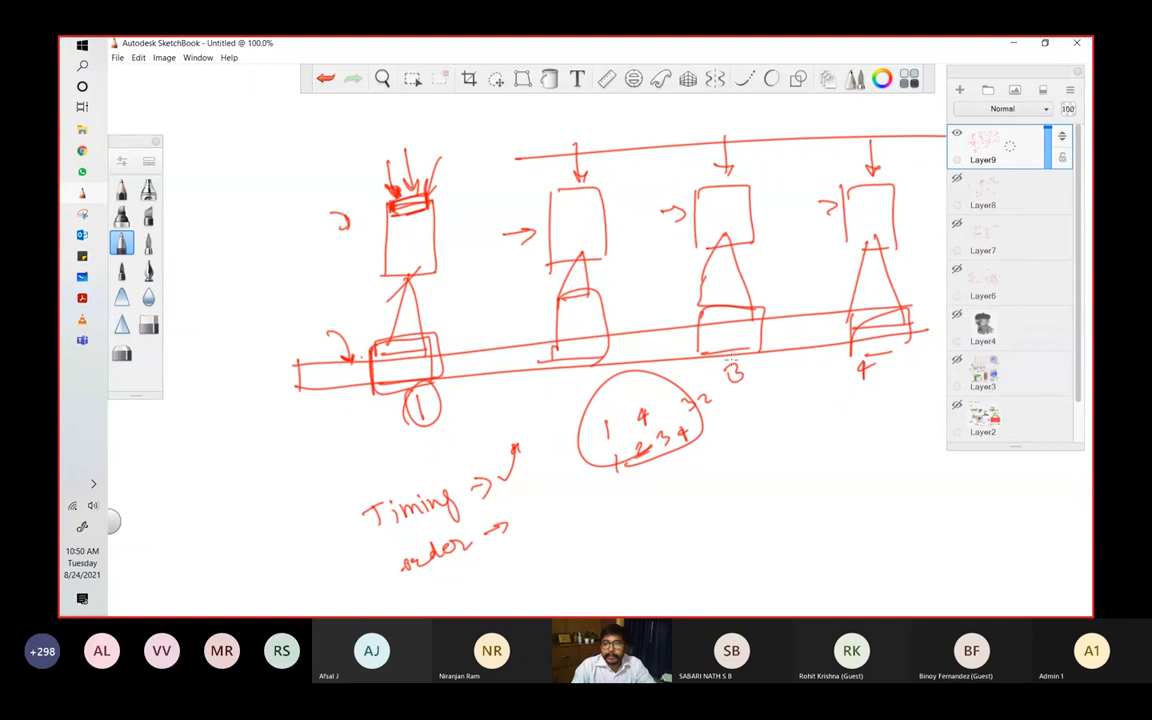 Autodesk SketchBook - Untitled @ 100.0%
File Edit Image Window Help
Normal
100
Layer9
Layer8
Layer7
Layer6
Layer4
Layer3
Layer2
1
3
4
1 4 3 2
1 2 3 4
Timing →
order →
10:50 AM
Tuesday
8/24/2021
+298
AL
VV
MR
RS
AJ
Afsal J
NR
Niranjan Ram
SB
SABARI NATH S B
RK
Rohit Krishna (Guest)
BF
Binoy Fernandez (Guest)
A1
Admin 1